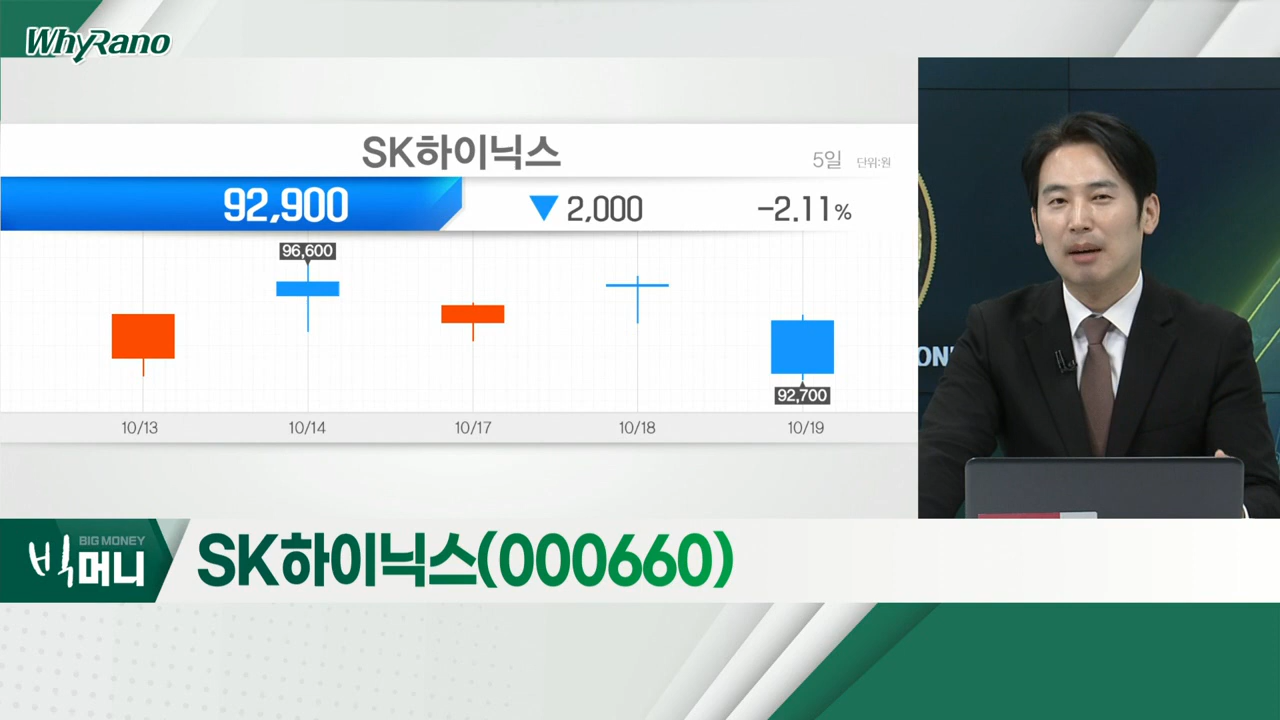 WhyRano
SK하이닉스
5일 단위:원
92,900 ▼ 2,000 -2.11%
96,600
92,700
10/13 10/14 10/17 10/18 10/19
ON
BIG MONEY
빅머니
SK하이닉스(000660)